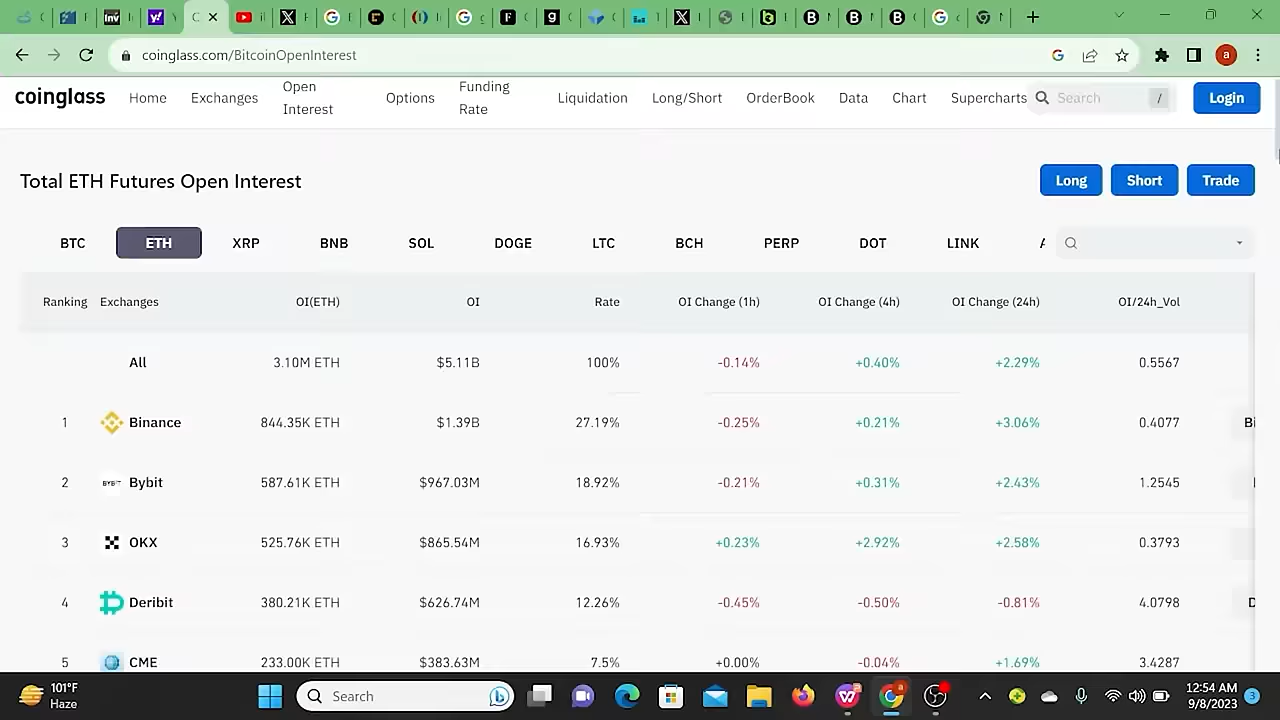 Inv
coinglass.com/BitcoinOpenInterest
a
coinglass Home Exchanges Open Interest Options Funding Rate Liquidation Long/Short OrderBook Data Chart Supercharts Search / Login
Total ETH Futures Open Interest Long Short Trade
BTC ETH XRP BNB SOL DOGE LTC BCH PERP DOT LINK
Ranking Exchanges OI(ETH) OI Rate OI Change (1h) OI Change (4h) OI Change (24h) OI/24h_Vol
All 3.10M ETH $5.11B 100% -0.14% +0.40% +2.29% 0.5567
1 Binance 844.35K ETH $1.39B 27.19% -0.25% +0.21% +3.06% 0.4077 Bi
2 BYBIT Bybit 587.61K ETH $967.03M 18.92% -0.21% +0.31% +2.43% 1.2545
3 OKX 525.76K ETH $865.54M 16.93% +0.23% +2.92% +2.58% 0.3793
4 Deribit 380.21K ETH $626.74M 12.26% -0.45% -0.50% -0.81% 4.0798 D
5 CME 233.00K ETH $383.63M 7.5% +0.00% -0.04% +1.69% 3.4287
101°F
Haze
Search
12:54 AM
9/8/2023
3